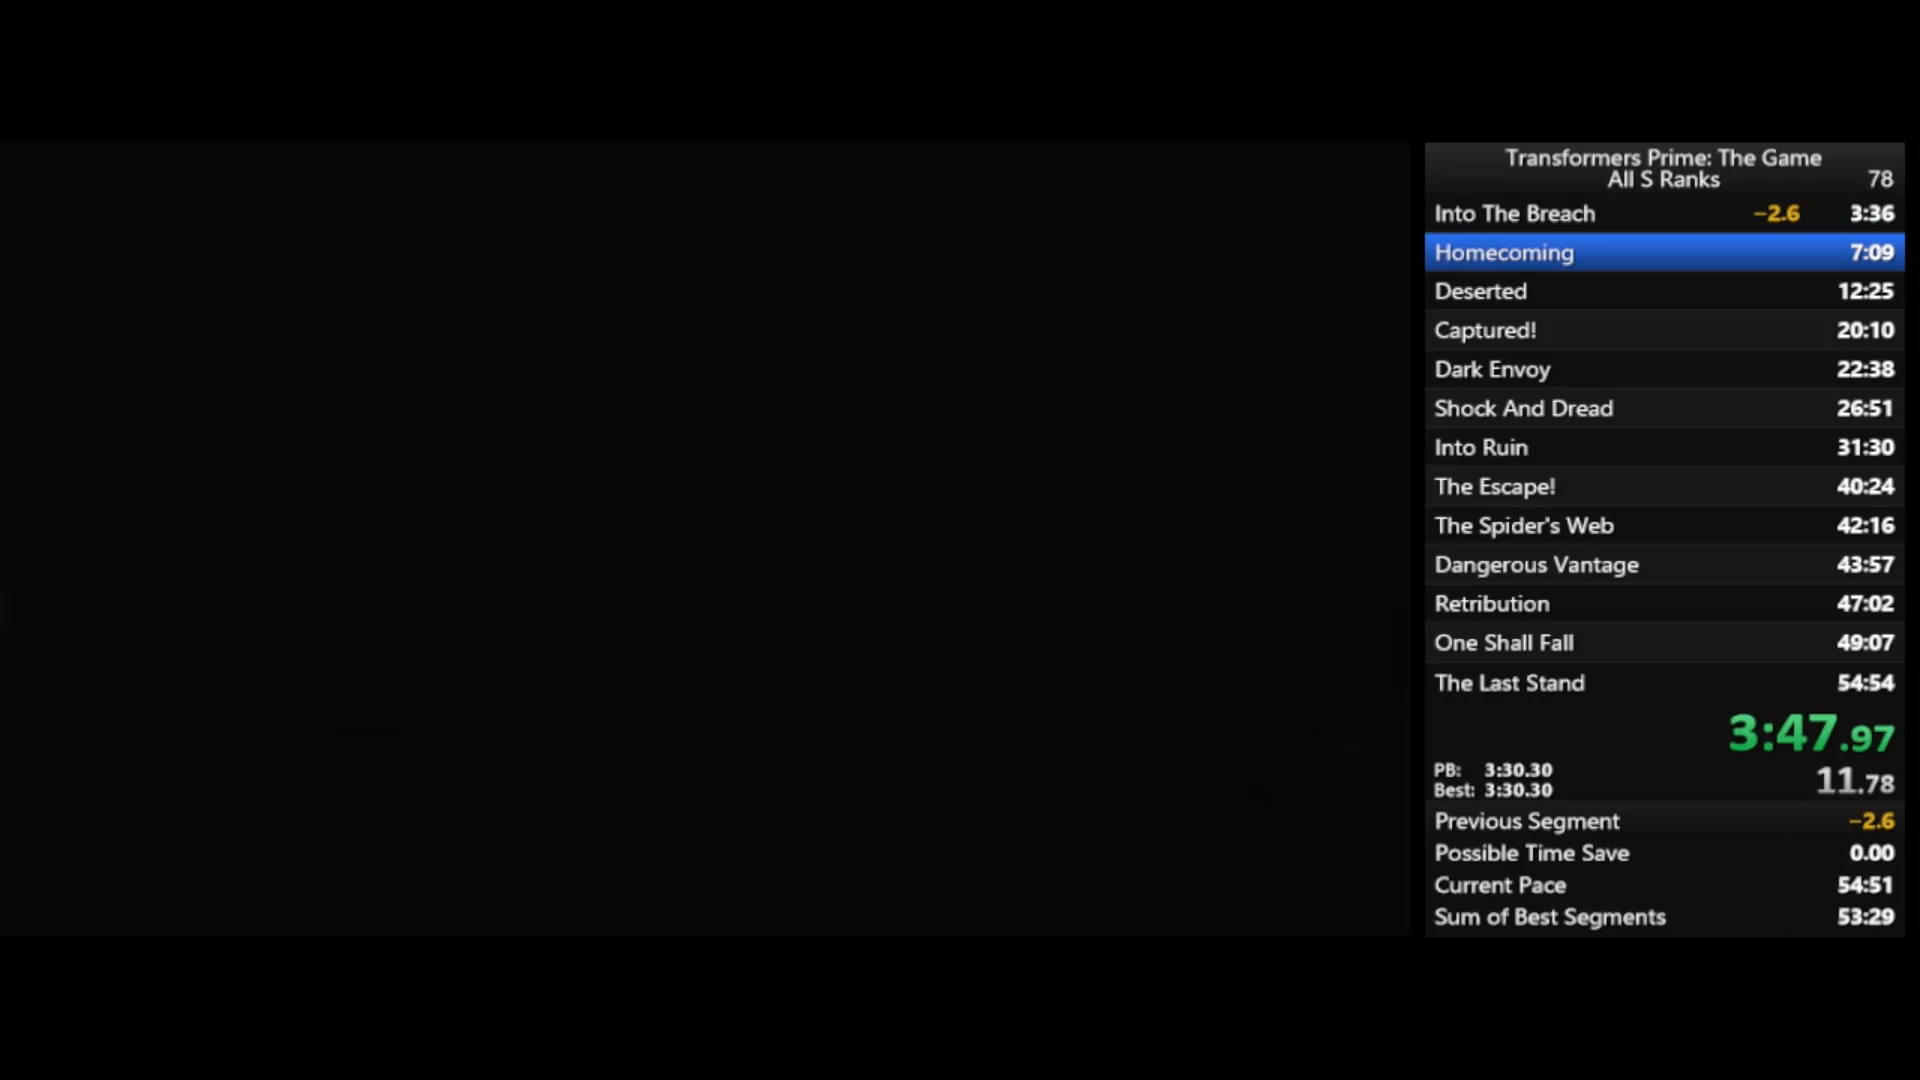 Transformers Prime: The Game
All S Ranks 78
Into The Breach −2.6 3:36
Homecoming 7:09
Deserted 12:25
Captured! 20:10
Dark Envoy 22:38
Shock And Dread 26:51
Into Ruin 31:30
The Escape! 40:24
The Spider's Web 42:16
Dangerous Vantage 43:57
Retribution 47:02
One Shall Fall 49:07
The Last Stand 54:54
3:47.97
PB: 3:30.30
Best: 3:30.30
11.78
Previous Segment −2.6
Possible Time Save 0.00
Current Pace 54:51
Sum of Best Segments 53:29